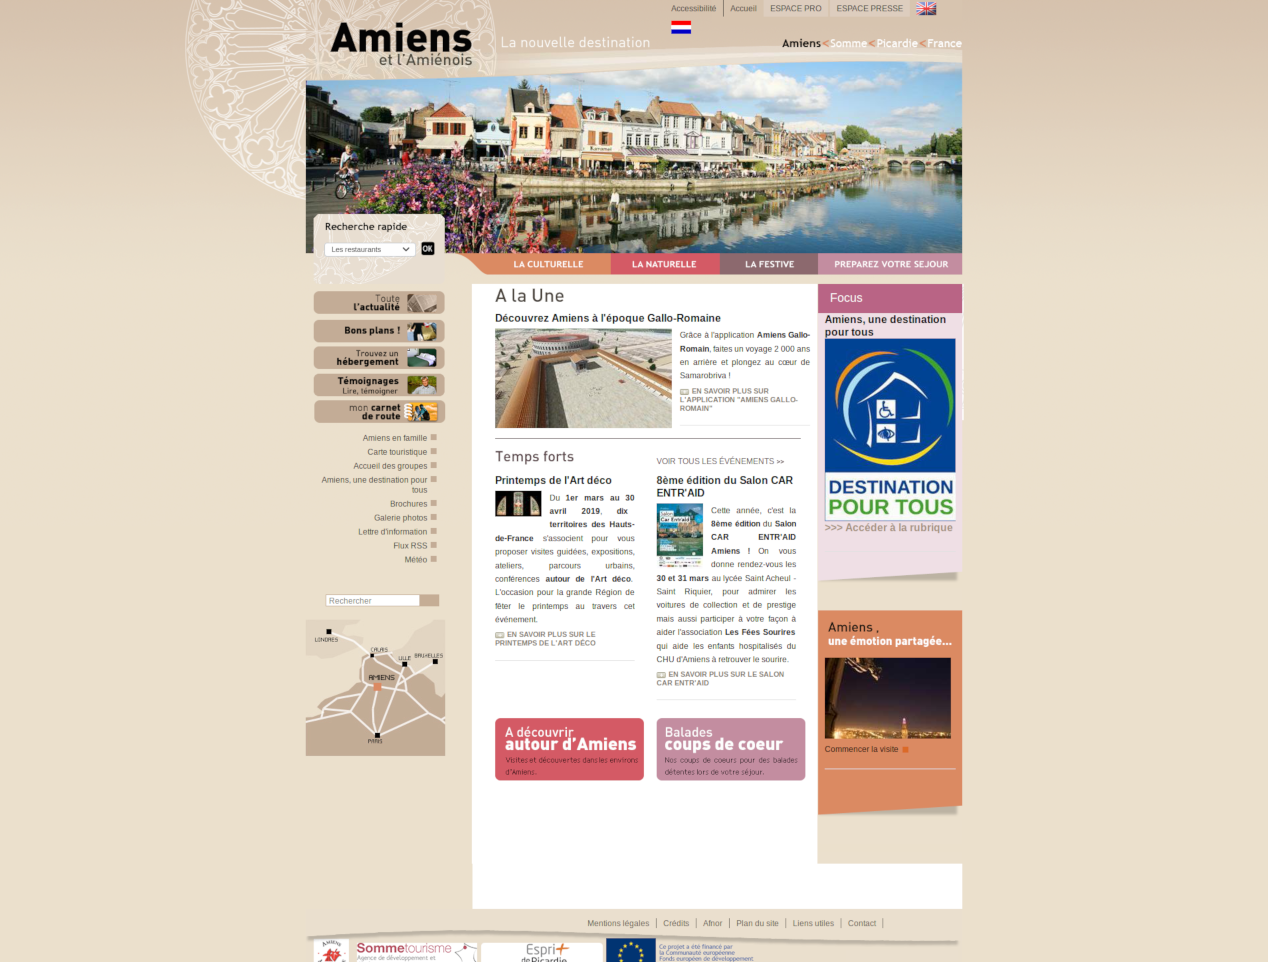 Accessibilité
Accueil
ESPACE PRO
ESPACE PRESSE
Amiens
et l'Amiénois
La nouvelle destination
Amiens<Somme<Picardie<France
Recherche rapide
Les restaurants
OK
LA CULTURELLE
LA NATURELLE
LA FESTIVE
PREPAREZ VOTRE SEJOUR
Toute
l'actualité
Bons plans !
Trouvez un
hébergement
Témoignages
Lire, témoigner
mon carnet
de route
Amiens en famille
Carte touristique
Accueil des groupes
Amiens, une destination pour
tous
Brochures
Galerie photos
Lettre d'information
Flux RSS
Météo
Rechercher
LONDRES
CALAIS
LILLE
BRUXELLES
AMIENS
PARIS
A la Une
Découvrez Amiens à l'époque Gallo-Romaine
Grâce à l'application Amiens Gallo-
Romain, faites un voyage 2 000 ans
en arrière et plongez au cœur de
Samarobriva !
EN SAVOIR PLUS SUR
L'APPLICATION "AMIENS GALLO-
ROMAIN"
Temps forts
VOIR TOUS LES ÉVÉNEMENTS >>
Printemps de l'Art déco
Du 1er mars au 30
avril 2019, dix
territoires des Hauts-
de-France s'associent pour vous
proposer visites guidées, expositions,
ateliers, parcours urbains,
conférences autour de l'Art déco.
L'occasion pour la grande Région de
fêter le printemps au travers cet
événement.
EN SAVOIR PLUS SUR LE
PRINTEMPS DE L'ART DÉCO
8ème édition du Salon CAR
ENTR'AID
Cette année, c'est la
8ème édition du Salon
CAR ENTR'AID
Amiens ! On vous
donne rendez-vous les
30 et 31 mars au lycée Saint Acheul -
Saint Riquier, pour admirer les
voitures de collection et de prestige
mais aussi participer à votre façon à
aider l'association Les Fées Sourires
qui aide les enfants hospitalisés du
CHU d'Amiens à retrouver le sourire.
EN SAVOIR PLUS SUR LE SALON
CAR ENTR'AID
A découvrir
autour d'Amiens
Visites et découvertes dans les environs
d'Amiens.
Balades
coups de coeur
Nos coups de coeurs pour des balades
détentes lors de votre séjour.
Focus
Amiens, une destination
pour tous
DESTINATION
POUR TOUS
>>> Accéder à la rubrique
Amiens ,
une émotion partagée...
Commencer la visite
Mentions légales
Crédits
Afnor
Plan du site
Liens utiles
Contact
AMIENS
Sommetourisme
Agence de développement et
Esprit
de Picardie
Ce projet a été financé par
la Communauté européenne
Fonds européen de développement